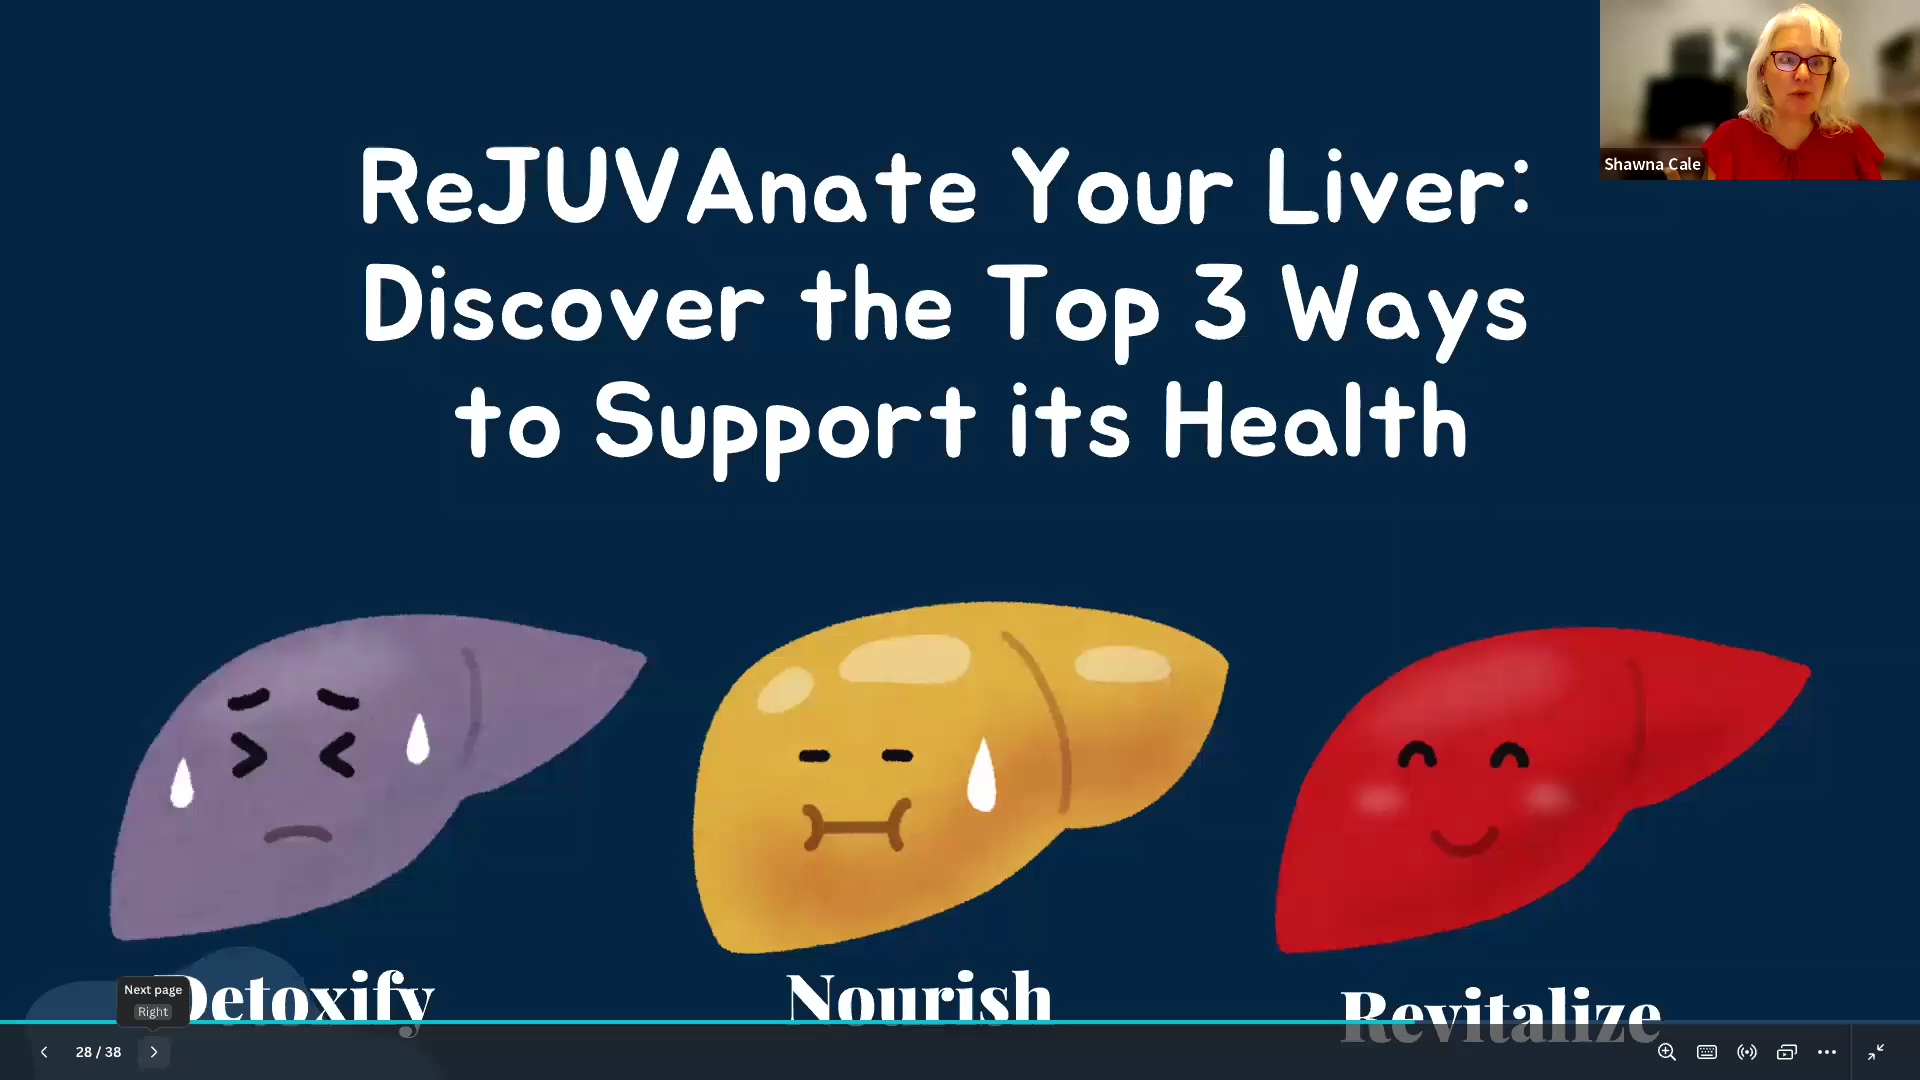 ReJUVAnate Your Liver:
Discover the Top 3 Ways
to Support its Health
Shawna Cale
Detoxify
Nourish
Revitalize
Next page
Right
28 / 38